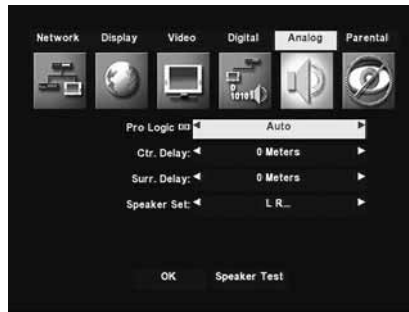 Network Display Video Digital Analog Parental
D
10101
Pro Logic Auto
Ctr. Delay: 0 Meters
Surr. Delay: 0 Meters
Speaker Set: L R...
OK Speaker Test